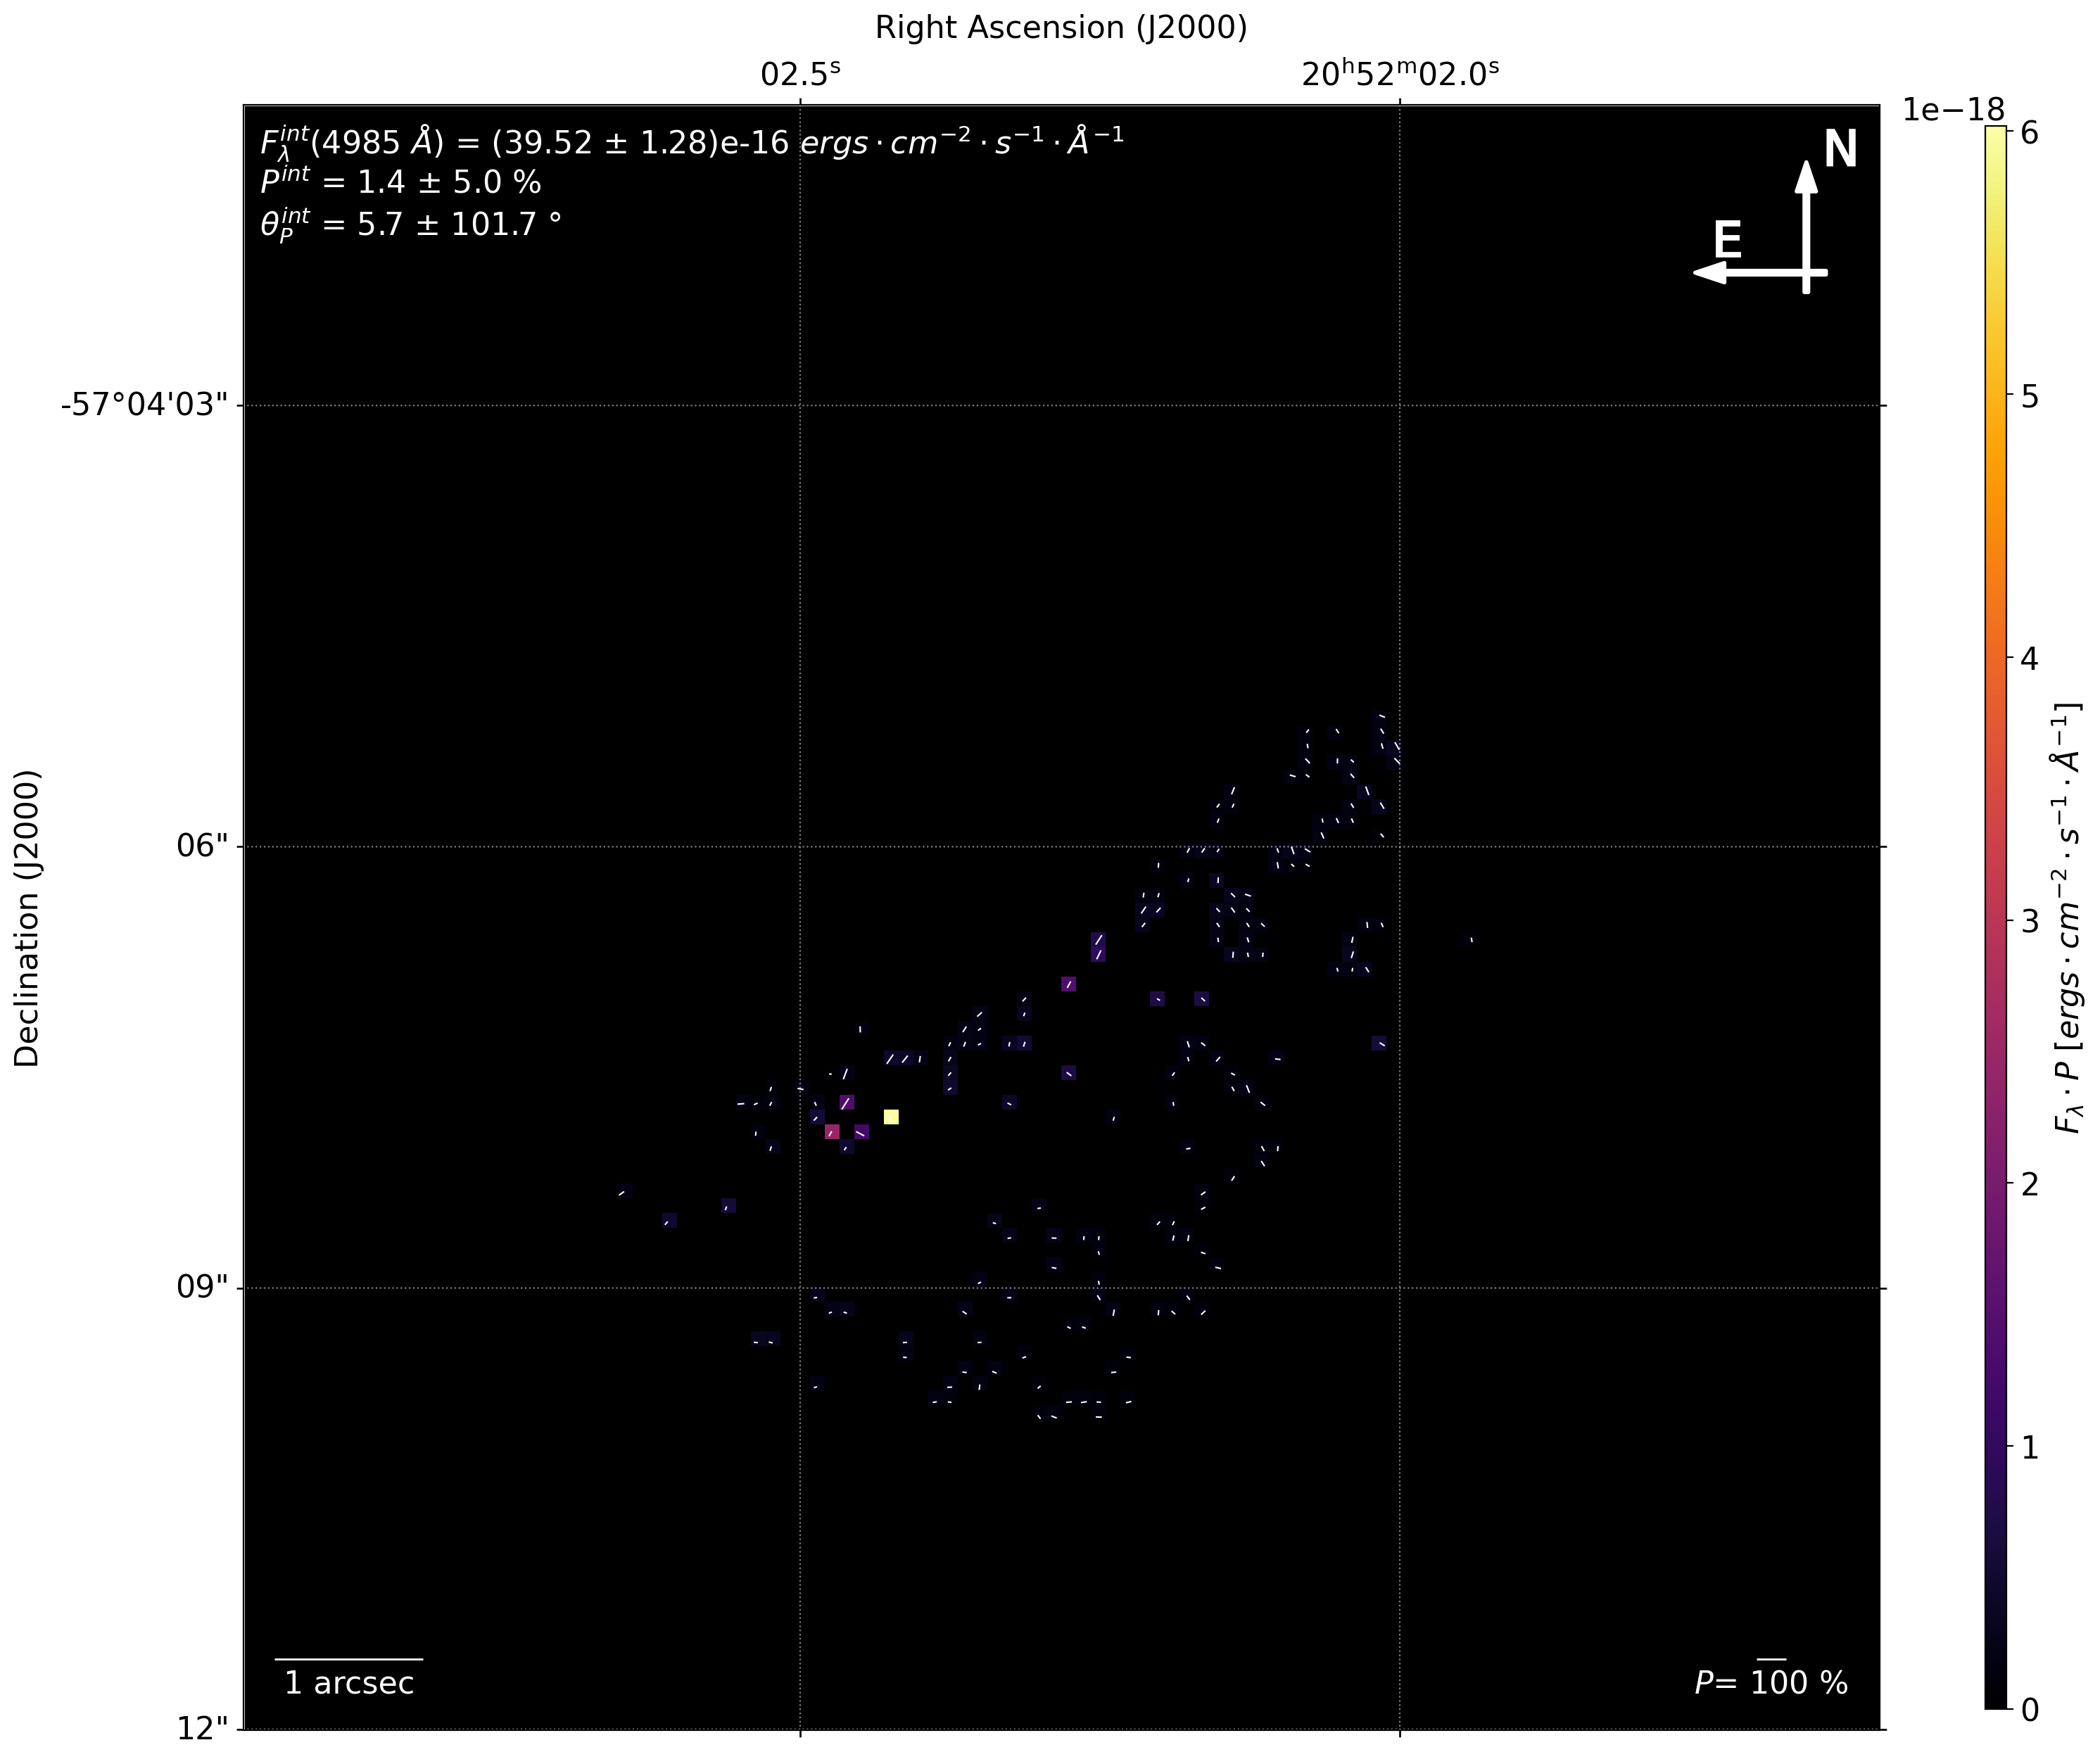 Right Ascension (J2000)
02.5ˢ
20ʰ52ᵐ02.0ˢ
1e−18
F_λ^int(4985 Å) = (39.52 ± 1.28)e-16 ergs · cm⁻² · s⁻¹ · Å⁻¹
P^int = 1.4 ± 5.0 %
θ_P^int = 5.7 ± 101.7 °
N
E
-57°04'03"
06"
09"
12"
Declination (J2000)
6
5
4
3
2
1
0
F_λ · P [ergs · cm⁻² · s⁻¹ · Å⁻¹]
1 arcsec
P= 100 %